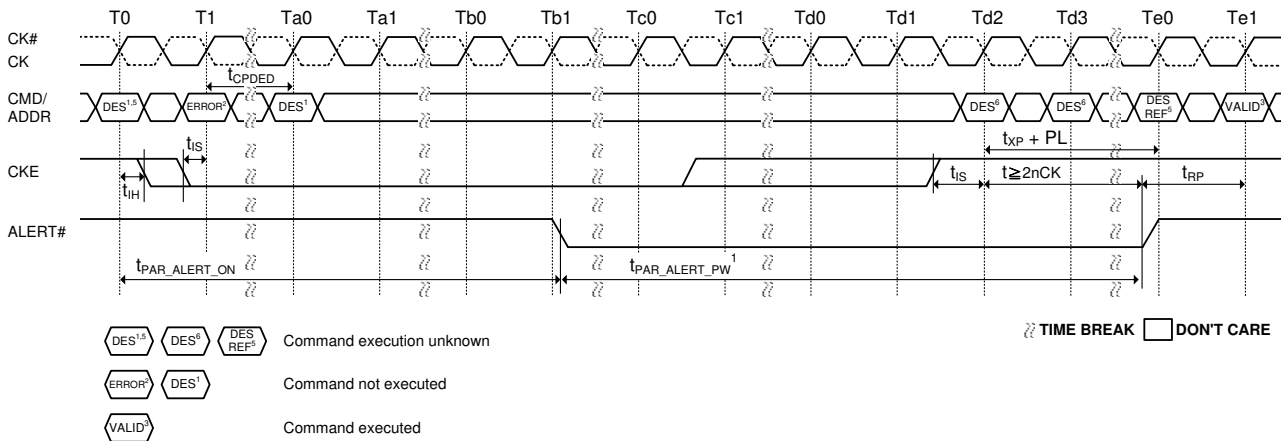 T0 T1 Ta0 Ta1 Tb0 Tb1 Tc0 Tc1 Td0 Td1 Td2 Td3 Te0 Te1
CK#
CK
tCPDED
CMD/
ADDR
DES1,5 ERROR2 DES1 DES6 DES6 DES REF5 VALID3
tIS
tXP + PL
CKE
tIH
tIS t≧2nCK tRP
ALERT#
tPAR_ALERT_ON tPAR_ALERT_PW1
DES1,5 DES6 DES REF5 Command execution unknown
TIME BREAK DON'T CARE
ERROR2 DES1 Command not executed
VALID3 Command executed